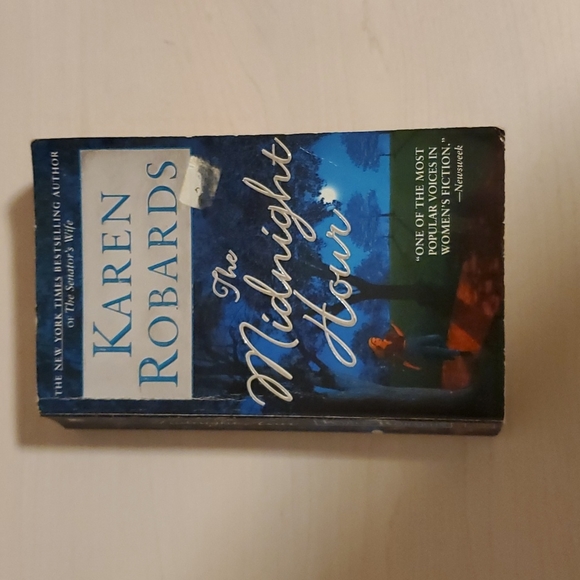 THE NEW YORK TIMES BESTSELLING AUTHOR
OF The Senator's Wife
KAREN
ROBARDS
The
Midnight
Hour
"ONE OF THE MOST
POPULAR VOICES IN
WOMEN'S FICTION."
—Newsweek